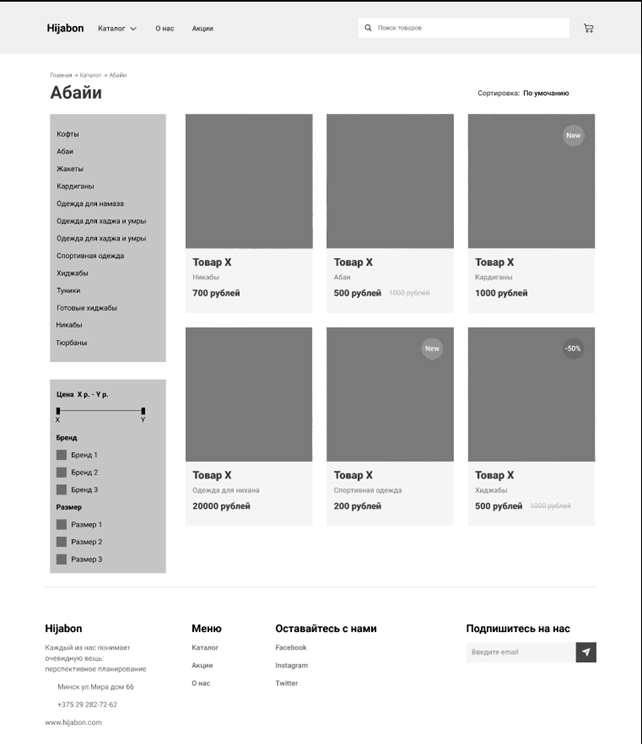 Hijabon
Каталог
О нас
Акции
Поиск товаров
Главная → Каталог → Абайи
Абайи
Сортировка: По умочанию
Кофты
Абаи
Жакеты
Кардиганы
Одежда для намаза
Одежда для хаджа и умры
Одежда для хаджа и умры
Спортивная одежда
Хиджабы
Туники
Готовые хиджабы
Никабы
Тюрбаны
Цена X р. - Y р.
X Y
Бренд
Бренд 1
Бренд 2
Бренд 3
Размер
Размер 1
Размер 2
Размер 3
Товар X
Никабы
700 рублей
Товар X
Абаи
500 рублей 1000 рублей
New
Товар X
Кардиганы
1000 рублей
Товар X
Одежда для никаха
20000 рублей
New
Товар X
Спортивная одежда
200 рублей
-50%
Товар X
Хиджабы
500 рублей 1000 рублей
Hijabon
Каждый из нас понимает
очевидную вещь:
перспективное планирование
Минск ул Мира дом 66
+375 29 282-72-62
www.hijabon.com
Меню
Каталог
Акции
О нас
Оставайтесь с нами
Facebook
Instagram
Twitter
Подпишитесь на нас
Введите email